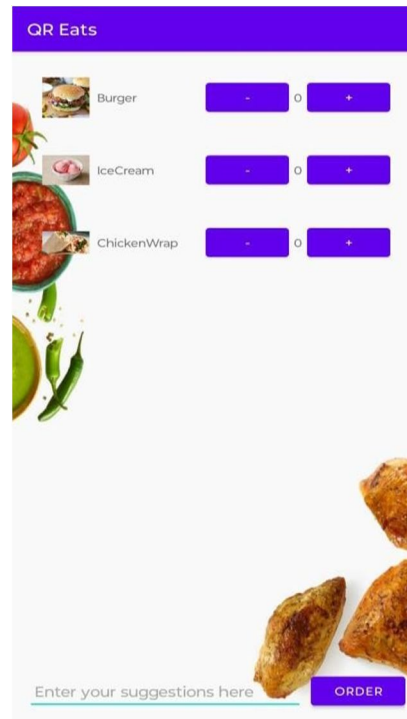 QR Eats
Burger - 0 +
IceCream - 0 +
ChickenWrap - 0 +
Enter your suggestions here ORDER